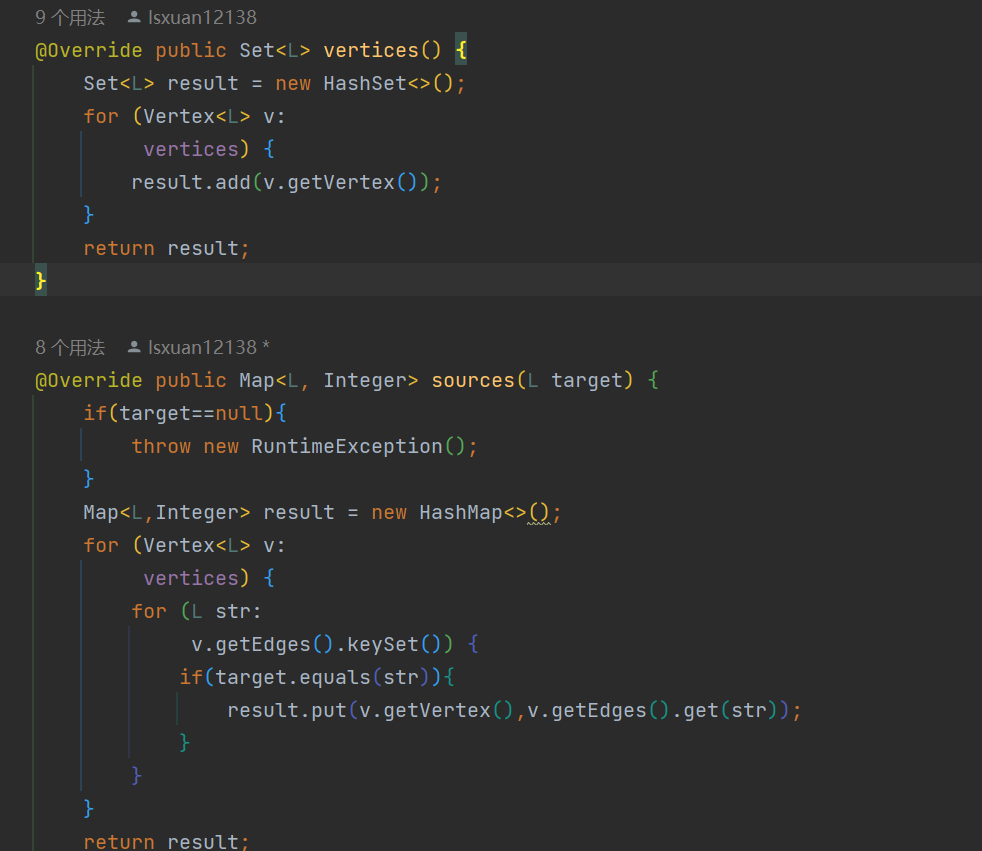 9 个用法 lsxuan12138
@Override public Set<L> vertices() {
    Set<L> result = new HashSet<>();
    for (Vertex<L> v:
         vertices) {
        result.add(v.getVertex());
    }
    return result;
}
8 个用法 lsxuan12138 *
@Override public Map<L, Integer> sources(L target) {
    if(target==null){
        throw new RuntimeException();
    }
    Map<L,Integer> result = new HashMap<>();
    for (Vertex<L> v:
         vertices) {
        for (L str:
             v.getEdges().keySet()) {
            if(target.equals(str)){
                result.put(v.getVertex(),v.getEdges().get(str));
            }
        }
    }
    return result;